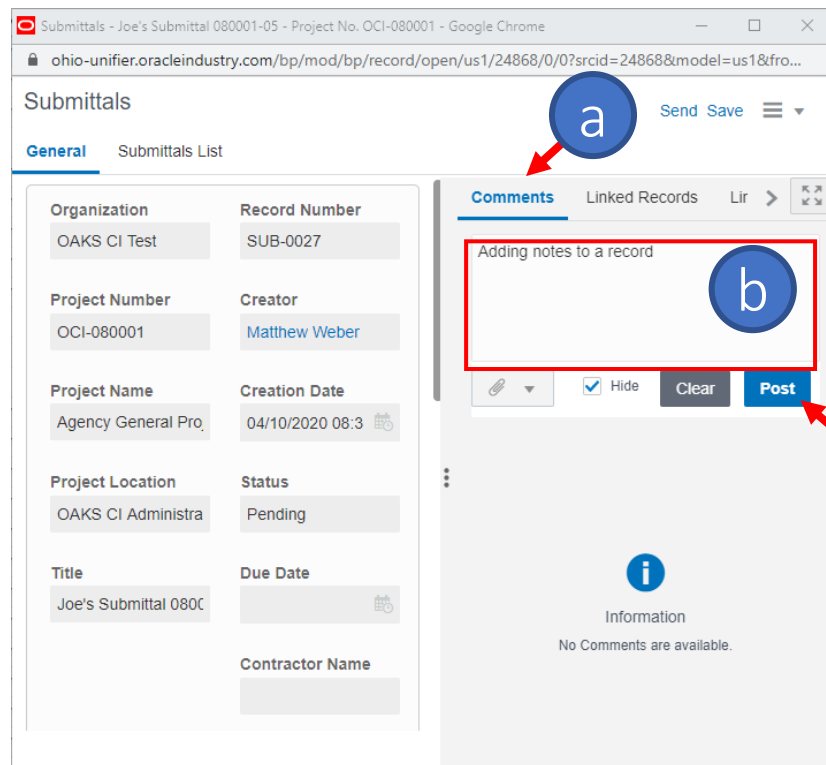 Submittals - Joe's Submittal 080001-05 - Project No. OCI-080001 - Google Chrome
ohio-unifier.oracleindustry.com/bp/mod/bp/record/open/us1/24868/0/0?srcid=24868&model=us1&fro...
Submittals
a
Send Save
General Submittals List
Comments Linked Records Lir
Organization Record Number
OAKS CI Test SUB-0027
Adding notes to a record
b
Project Number Creator
OCI-080001 Matthew Weber
Hide Clear Post
Project Name Creation Date
Agency General Proj 04/10/2020 08:3
Project Location Status
OAKS CI Administra Pending
Title Due Date
Joe's Submittal 080C
Information
No Comments are available.
Contractor Name